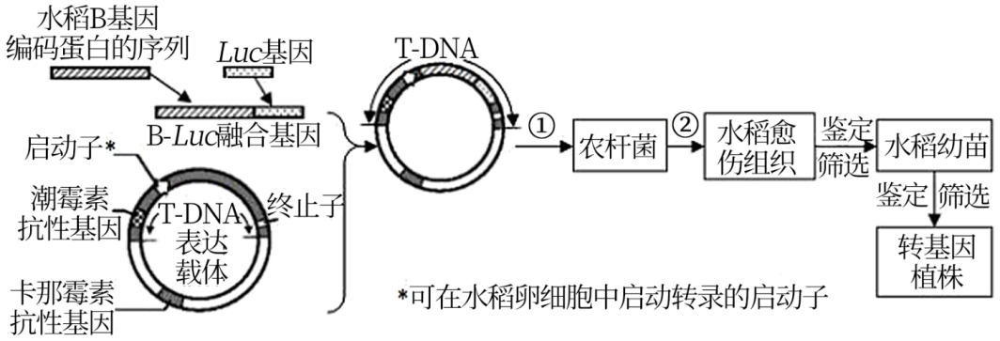 水稻B基因
编码蛋白的序列
Luc基因
B-Luc融合基因
启动子*
潮霉素
抗性基因
T-DNA
表达
载体
终止子
卡那霉素
抗性基因
T-DNA
①
农杆菌
②
水稻愈
伤组织
鉴定
筛选
水稻幼苗
鉴定 筛选
转基因
植株
*可在水稻卵细胞中启动转录的启动子